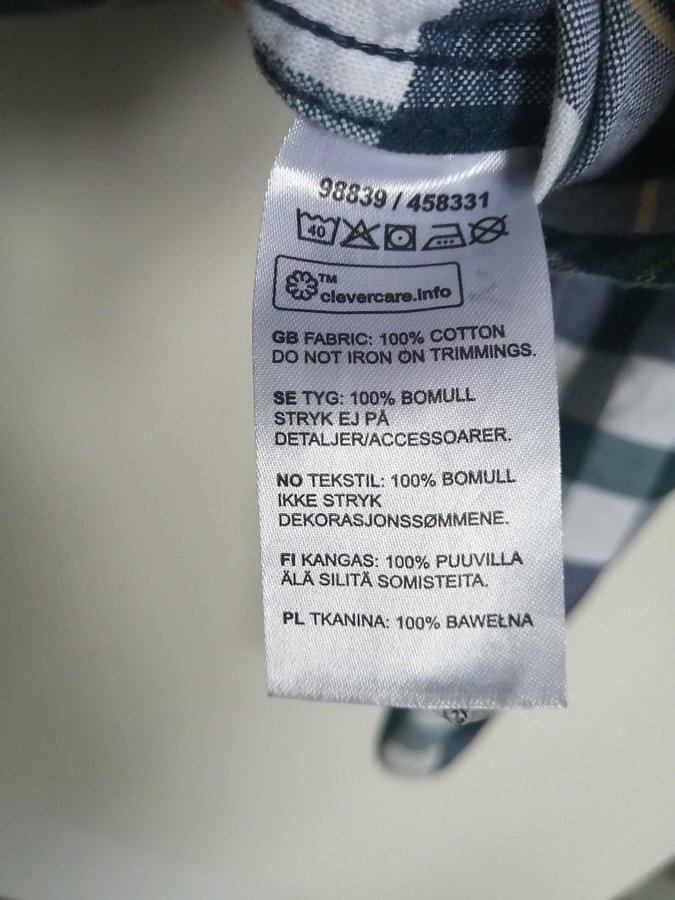 98839 / 458331
40
™
clevercare.info
GB FABRIC: 100% COTTON
DO NOT IRON ON TRIMMINGS.
SE TYG: 100% BOMULL
STRYK EJ PÅ
DETALJER/ACCESSOARER.
NO TEKSTIL: 100% BOMULL
IKKE STRYK
DEKORASJONSSØMMENE.
FI KANGAS: 100% PUUVILLA
ÄLÄ SILITÄ SOMISTEITA.
PL TKANINA: 100% BAWEŁNA